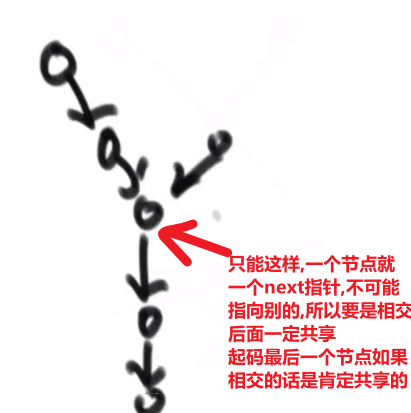 只能这样,一个节点就
一个next指针,不可能
指向别的,所以要是相交
后面一定共享
起码最后一个节点如果
相交的话是肯定共享的